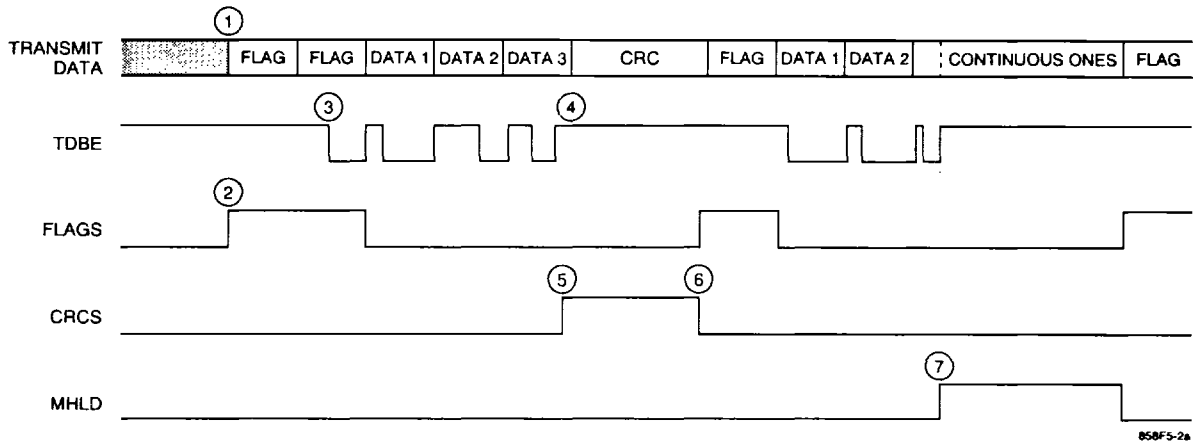 1
TRANSMIT DATA
FLAG FLAG DATA 1 DATA 2 DATA 3 CRC FLAG DATA 1 DATA 2 CONTINUOUS ONES FLAG
3 4
TDBE
2
FLAGS
5 6
CRCS
7
MHLD
858F5-2a